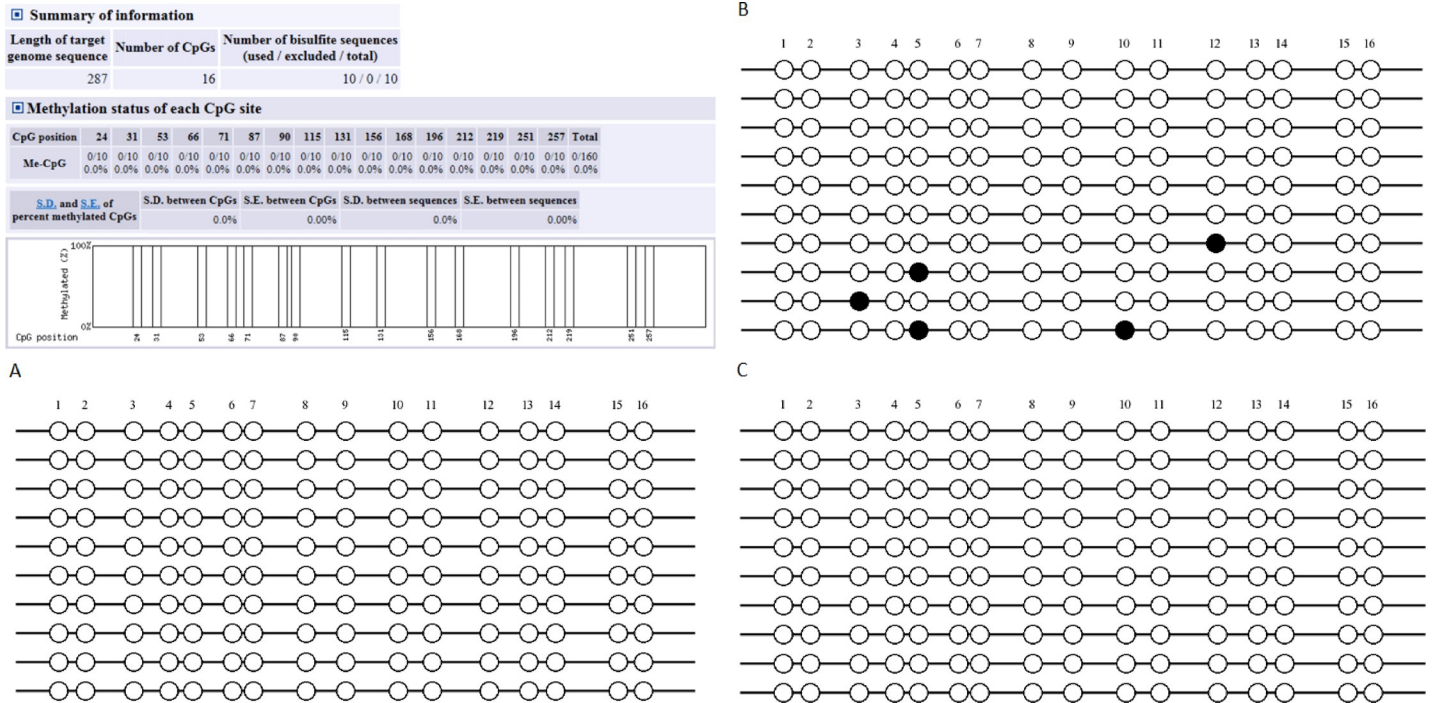 Summary of information
Length of target genome sequence Number of CpGs Number of bisulfite sequences (used / excluded / total)
287 16 10 / 0 / 10
Methylation status of each CpG site
CpG position 24 31 53 66 71 87 90 115 131 156 168 196 212 219 251 257 Total
Me-CpG 0/10 0/10 0/10 0/10 0/10 0/10 0/10 0/10 0/10 0/10 0/10 0/10 0/10 0/10 0/10 0/10 0/160
0.0% 0.0% 0.0% 0.0% 0.0% 0.0% 0.0% 0.0% 0.0% 0.0% 0.0% 0.0% 0.0% 0.0% 0.0% 0.0% 0.0%
S.D. and S.E. of percent methylated CpGs S.D. between CpGs S.E. between CpGs S.D. between sequences S.E. between sequences
0.0% 0.00% 0.0% 0.00%
100%
Methylated (%)
0%
CpG position 24 31 53 66 71 87 90 115 131 156 168 196 212 219 251 257
A
1 2 3 4 5 6 7 8 9 10 11 12 13 14 15 16
B
1 2 3 4 5 6 7 8 9 10 11 12 13 14 15 16
C
1 2 3 4 5 6 7 8 9 10 11 12 13 14 15 16